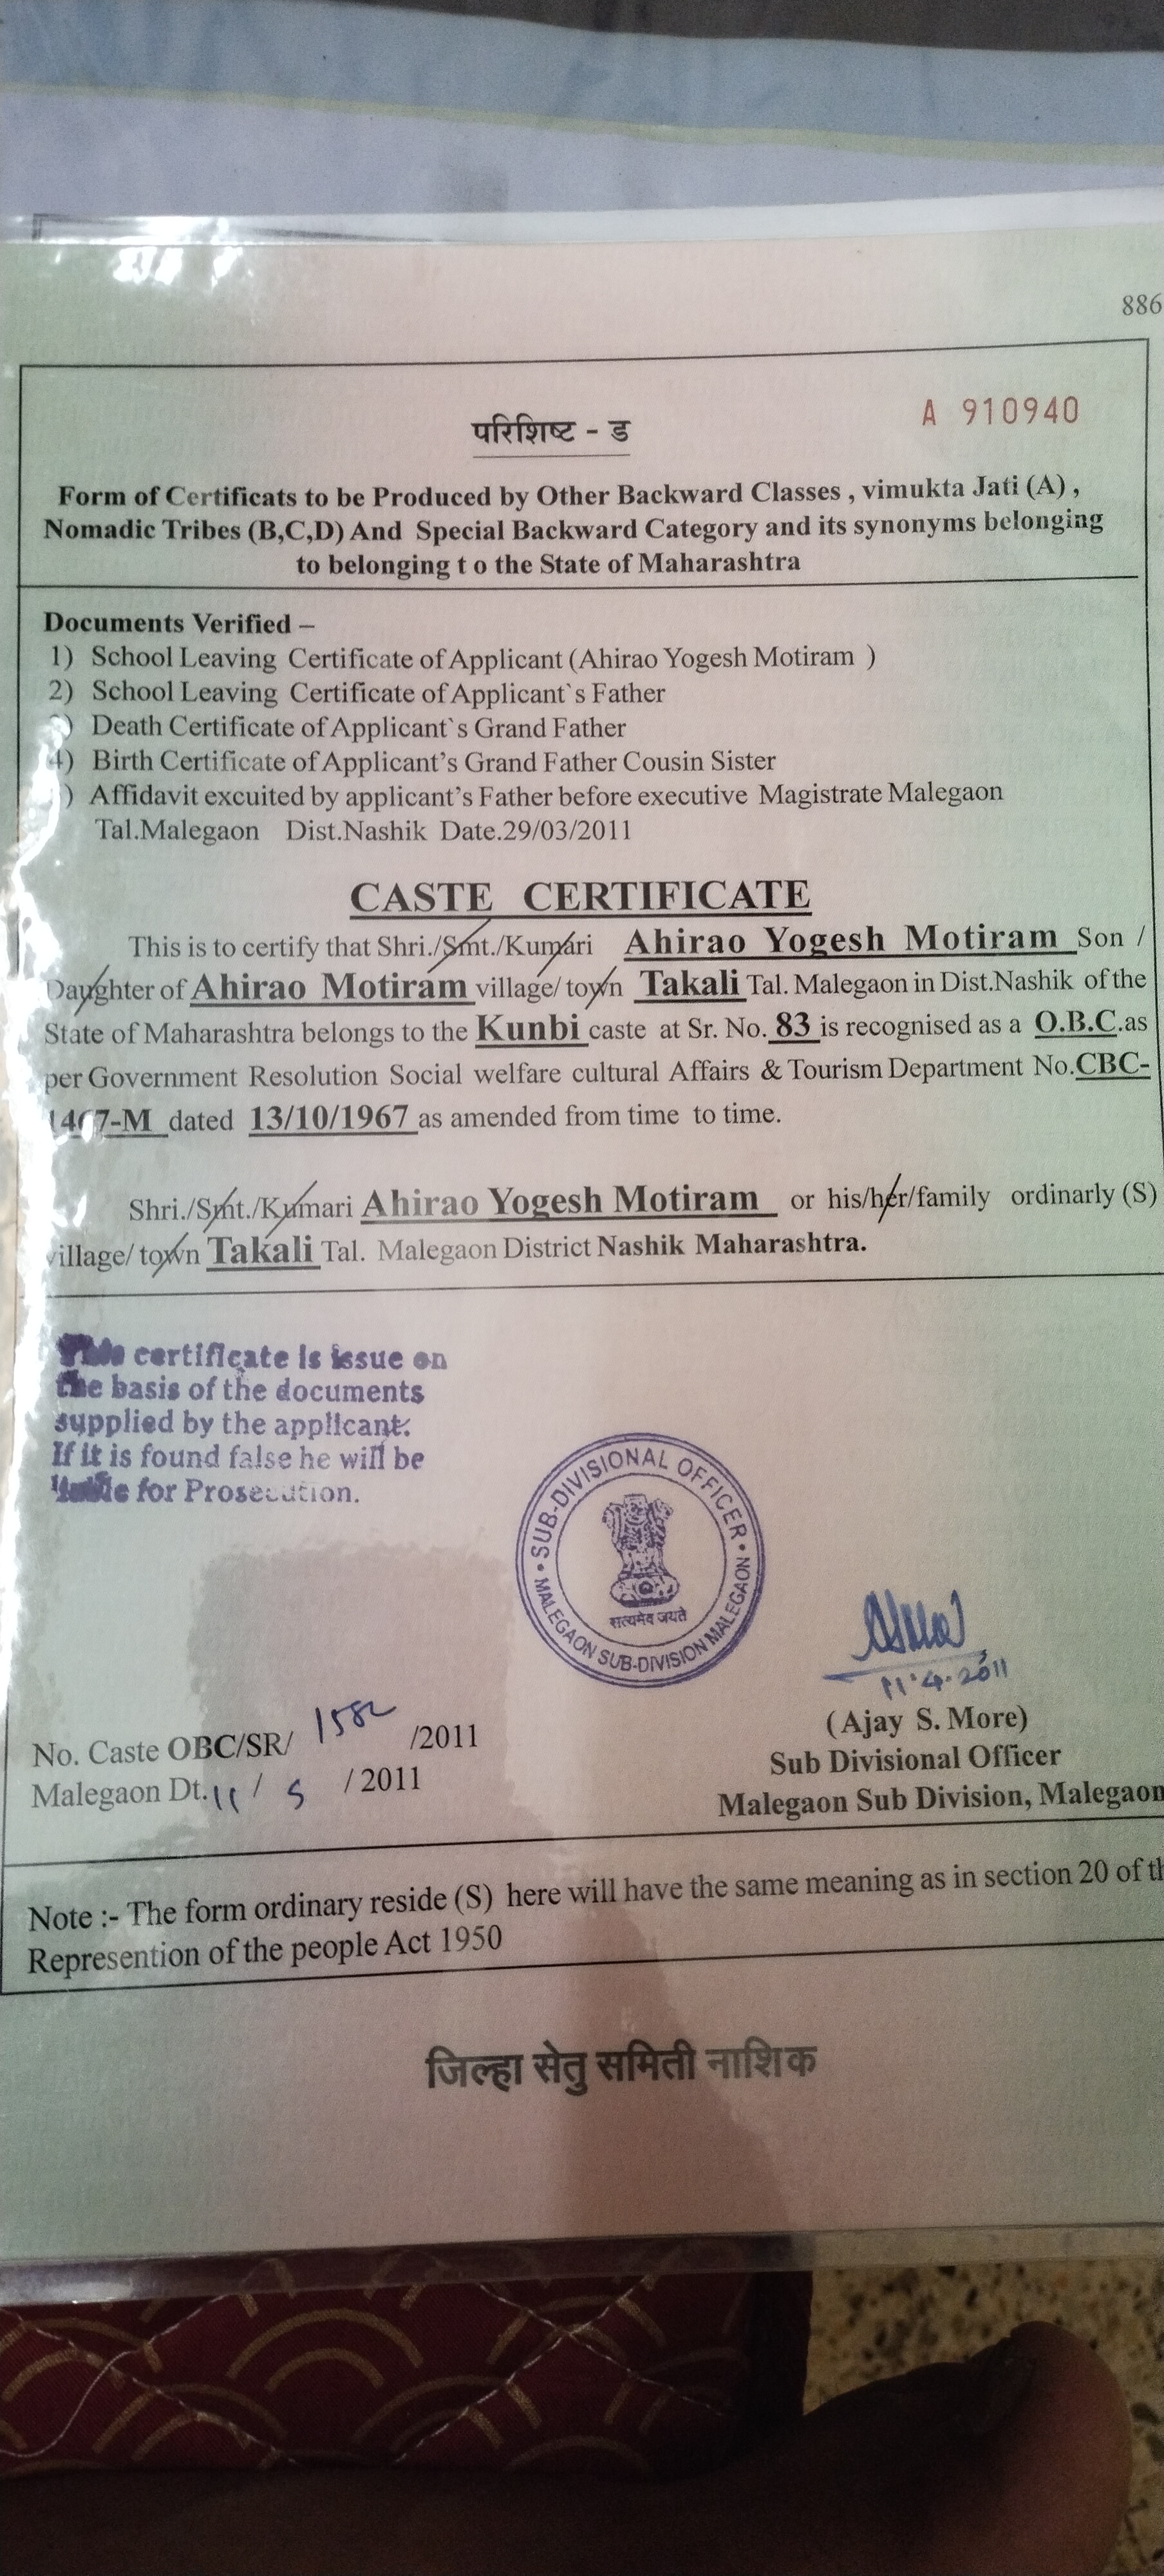 886
परिशिष्ट - ड
A 910940
Form of Certificats to be Produced by Other Backward Classes , vimukta Jati (A) ,
Nomadic Tribes (B,C,D) And Special Backward Category and its synonyms belonging
to belonging t o the State of Maharashtra
Documents Verified –
1) School Leaving Certificate of Applicant (Ahirao Yogesh Motiram )
2) School Leaving Certificate of Applicant`s Father
) Death Certificate of Applicant`s Grand Father
4) Birth Certificate of Applicant’s Grand Father Cousin Sister
) Affidavit excuited by applicant’s Father before executive Magistrate Malegaon
Tal.Malegaon Dist.Nashik Date.29/03/2011
CASTE CERTIFICATE
This is to certify that Shri./Smt./Kumari Ahirao Yogesh Motiram Son /
Daughter of Ahirao Motiram village/ town Takali Tal. Malegaon in Dist.Nashik of the
State of Maharashtra belongs to the Kunbi caste at Sr. No. 83 is recognised as a O.B.C.as
per Government Resolution Social welfare cultural Affairs & Tourism Department No.CBC-
1467-M dated 13/10/1967 as amended from time to time.
Shri./Smt./Kumari Ahirao Yogesh Motiram or his/her/family ordinarly (S)
village/ town Takali Tal. Malegaon District Nashik Maharashtra.
This certificate is issue on
the basis of the documents
supplied by the applicant.
If it is found false he will be
liable for Prosecution.
SUB-DIVISIONAL OFFICER
MALEGAON SUB-DIVISION MALEGAON
सत्यमेव जयते
11.4.2011
(Ajay S. More)
No. Caste OBC/SR/ 1582 /2011
Sub Divisional Officer
Malegaon Dt. 11 / 5 / 2011
Malegaon Sub Division, Malegaon
Note :- The form ordinary reside (S) here will have the same meaning as in section 20 of th
Represention of the people Act 1950
जिल्हा सेतु समिती नाशिक